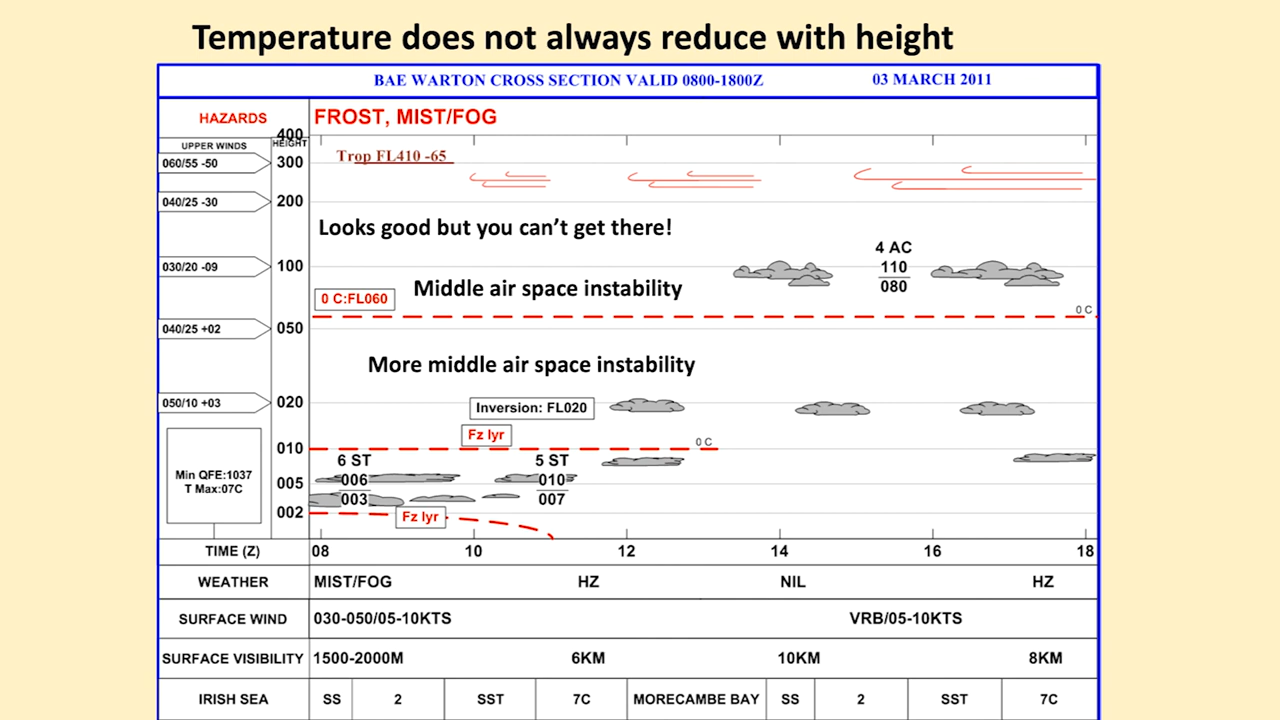 Temperature does not always reduce with height
BAE WARTON CROSS SECTION VALID 0800-1800Z 03 MARCH 2011
HAZARDS FROST, MIST/FOG
UPPER WINDS HEIGHT 400
060/55 -50 300 Trop FL410 -65
040/25 -30 200
Looks good but you can't get there!
4 AC
030/20 -09 100 110
080
Middle air space instability
0 C:FL060
0 C
040/25 +02 050
More middle air space instability
050/10 +03 020 Inversion: FL020
Fz lyr
0 C
010
6 ST 5 ST
Min QFE:1037 005 006 010
T Max:07C 003 007
002 Fz lyr
TIME (Z) 08 10 12 14 16 18
WEATHER MIST/FOG HZ NIL HZ
SURFACE WIND 030-050/05-10KTS VRB/05-10KTS
SURFACE VISIBILITY 1500-2000M 6KM 10KM 8KM
IRISH SEA SS 2 SST 7C MORECAMBE BAY SS 2 SST 7C